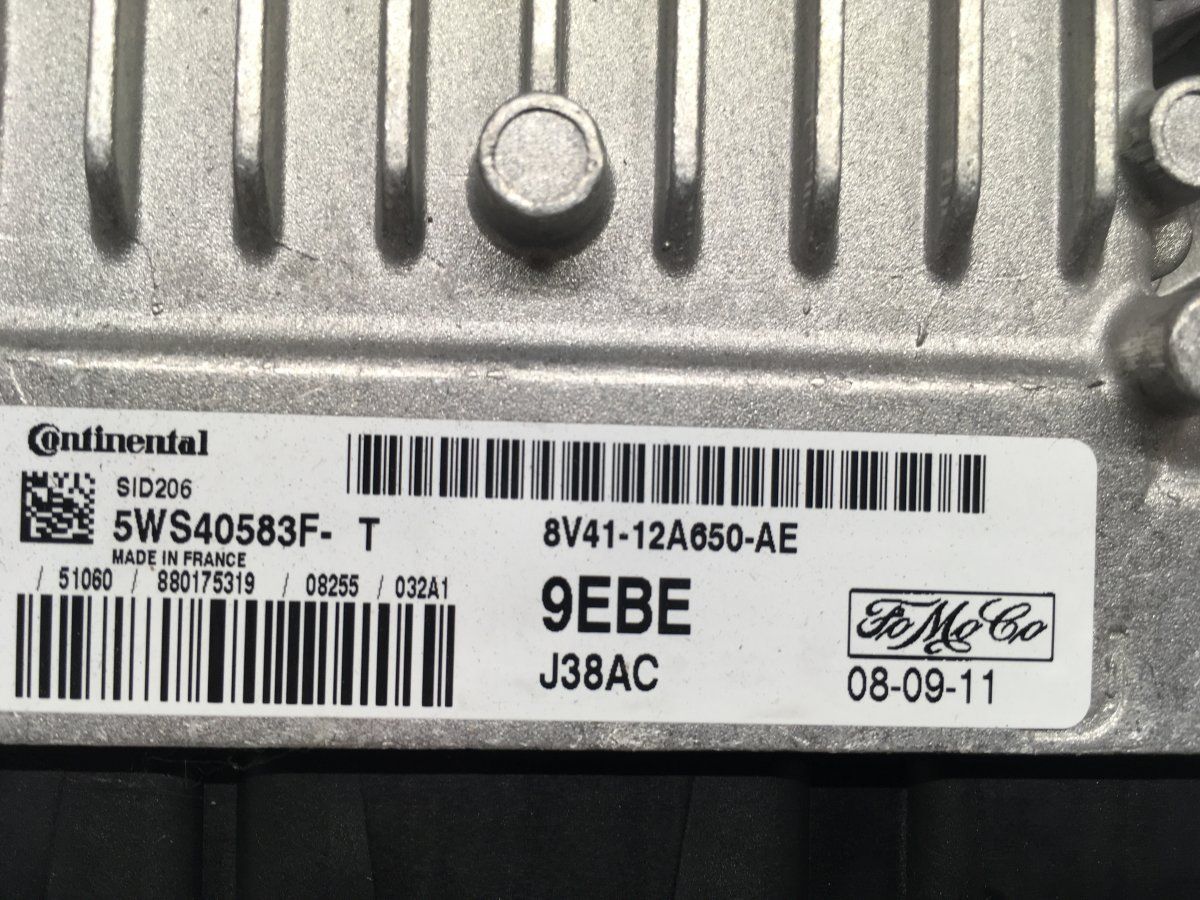 Continental
SID206
5WS40583F- T
MADE IN FRANCE
/ 51060 / 880175319 / 08255 / 032A1
8V41-12A650-AE
9EBE
J38AC
FoMoCo
08-09-11